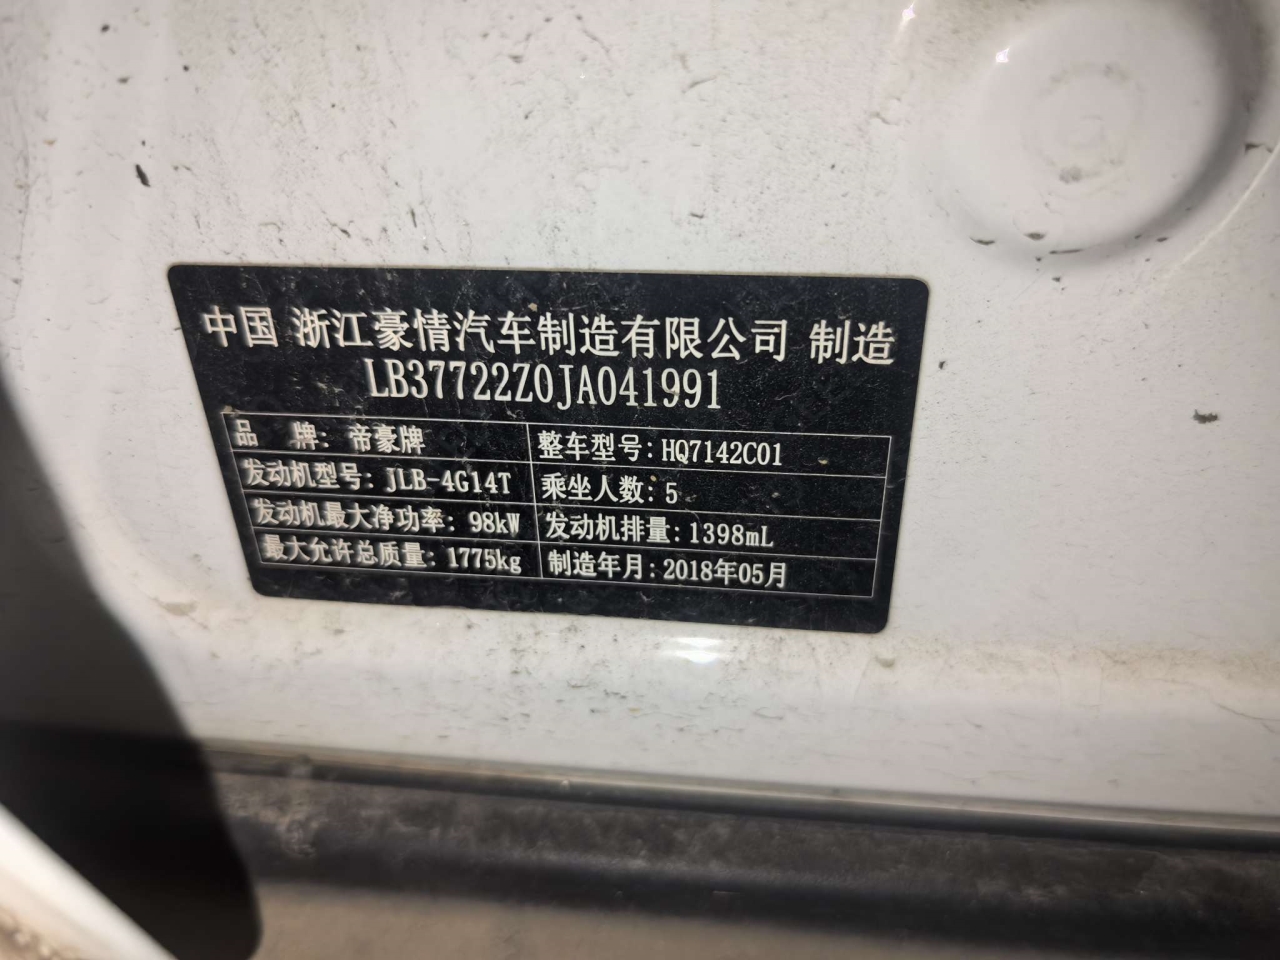 中国 浙江豪情汽车制造有限公司 制造
LB37722Z0JA041991
品 牌: 帝豪牌 整车型号: HQ7142C01
发动机型号: JLB-4G14T 乘坐人数: 5
发动机最大净功率: 98kW 发动机排量: 1398mL
最大允许总质量: 1775kg 制造年月: 2018年05月